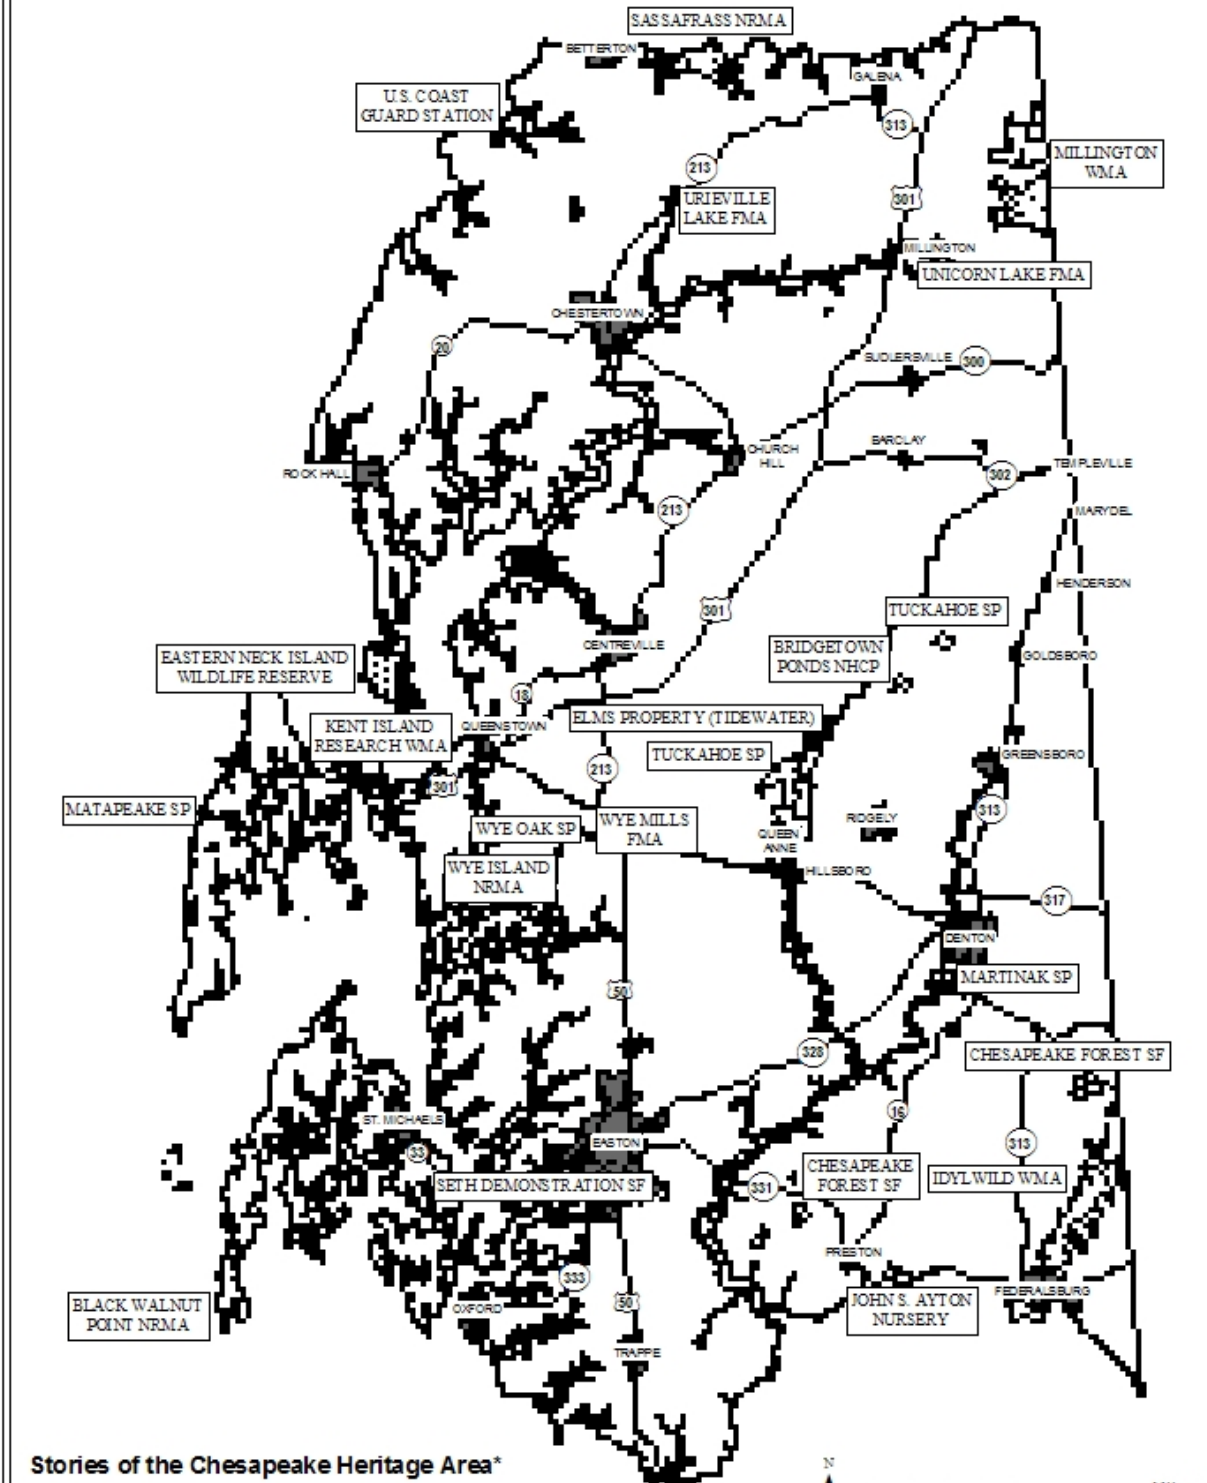 SASSAFRASS NRMA
BETTERTON
GALENA
U.S. COAST
GUARD STATION
313
MILLINGTON
WMA
213
URIEVILLE
LAKE FMA
301
MILLINGTON
UNICORN LAKE FMA
CHESTERTOWN
20
SUDLERSVILLE
300
BARCLAY
CHURCH
HILL
TEMPLEVILLE
ROCK HALL
302
213
MARYDEL
HENDERSON
301
TUCKAHOE SP
CENTREVILLE
BRIDGETOWN
PONDS NHCP
GOLDSBORO
EASTERN NECK ISLAND
WILDLIFE RESERVE
18
ELMS PROPERTY (TIDEWATER)
QUEENSTOWN
KENT ISLAND
RESEARCH WMA
TUCKAHOE SP
GREENSBORO
213
301
MATAPEAKE SP
313
RIDGELY
WYE OAK SP
WYE MILLS
FMA
QUEEN
ANNE
HILLSBORO
WYE ISLAND
NRMA
317
DENTON
MARTINAK SP
50
328
CHESAPEAKE FOREST SF
16
ST. MICHAELS
33
EASTON
313
CHESAPEAKE
FOREST SF
IDYLWILD WMA
SETH DEMONSTRATION SF
331
PRESTON
333
FEDERALSBURG
50
OXFORD
JOHN S. AYTON
NURSERY
BLACK WALNUT
POINT NRMA
TRAPPE
Stories of the Chesapeake Heritage Area*
N